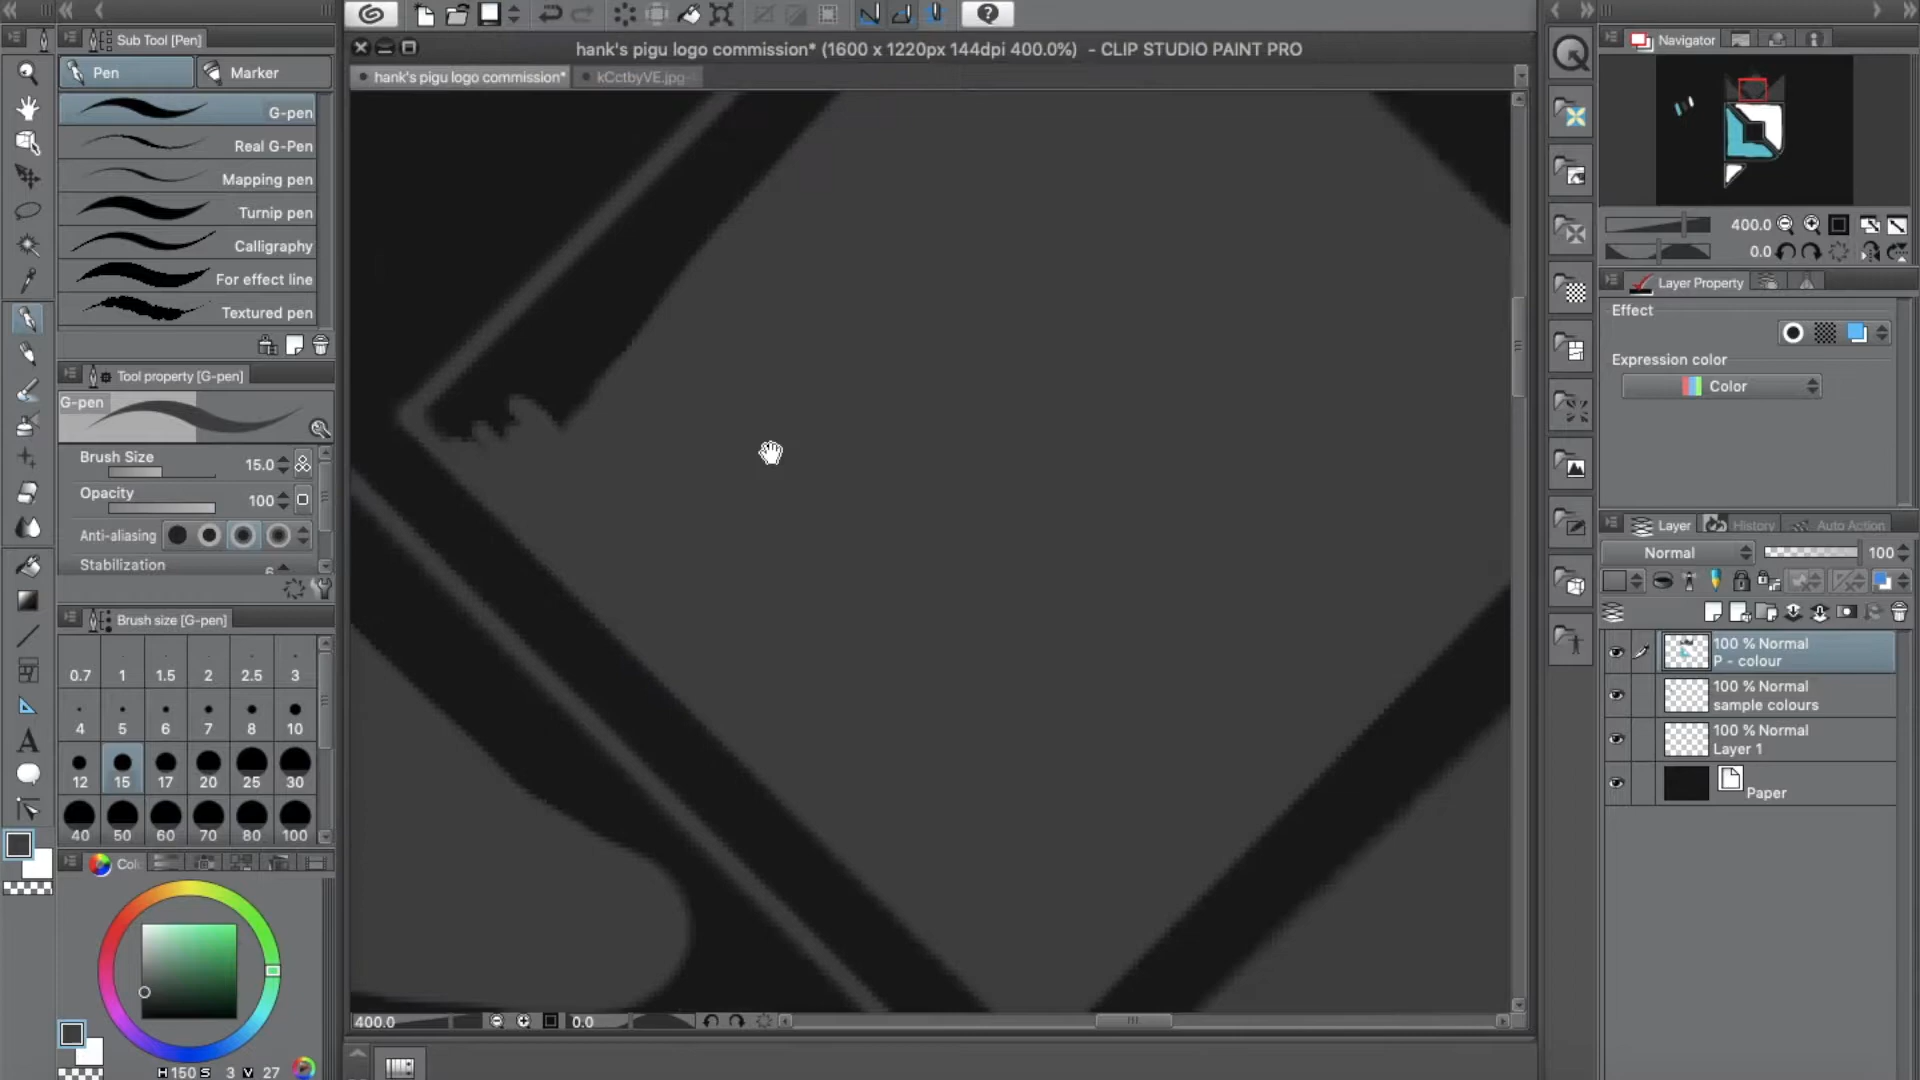 Sub Tool [Pen]
Pen
Marker
G-pen
Real G-Pen
Mapping pen
Turnip pen
Calligraphy
For effect line
Textured pen
Tool property [G-pen]
G-pen
Brush Size 15.0
Opacity 100
Anti-aliasing
Stabilization 6
Brush size [G-pen]
0.7 1 1.5 2 2.5 3
4 5 6 7 8 10
12 15 17 20 25 30
40 50 60 70 80 100
Col
H 150 S 3 V 27
hank's pigu logo commission* (1600 x 1220px 144dpi 400.0%) - CLIP STUDIO PAINT PRO
hank's pigu logo commission*
kCctbyVE.jpg
400.0
0.0
Navigator
400.0
0.0
Layer Property
Effect
Expression color
Color
Layer
History
Auto Action
Normal
100
100 % Normal
P - colour
100 % Normal
sample colours
100 % Normal
Layer 1
Paper